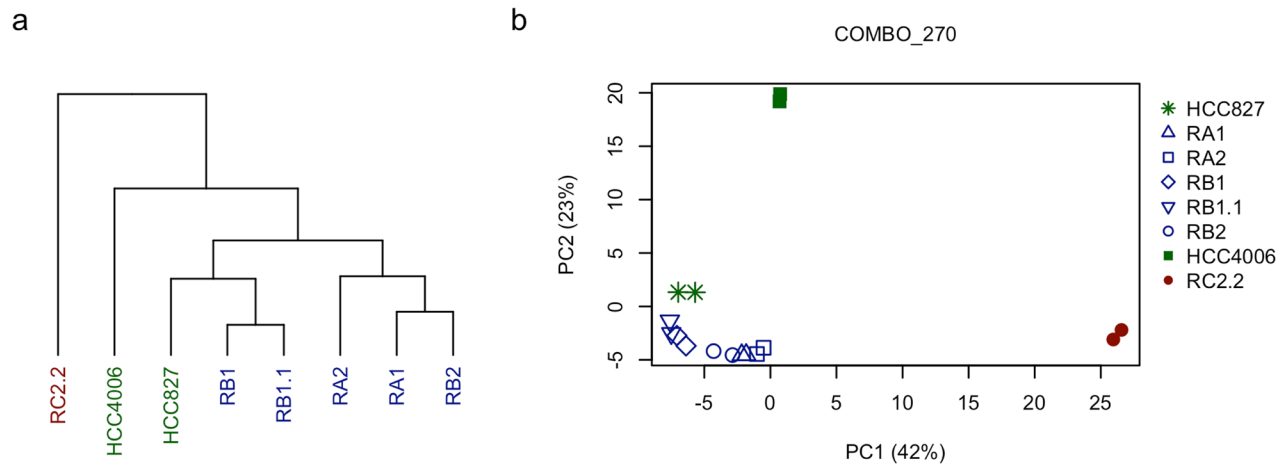 a
RC2.2
HCC4006
HCC827
RB1
RB1.1
RA2
RA1
RB2
b
COMBO_270
PC2 (23%)
20
15
10
5
0
-5
-5
0
5
10
15
20
25
PC1 (42%)
HCC827
RA1
RA2
RB1
RB1.1
RB2
HCC4006
RC2.2